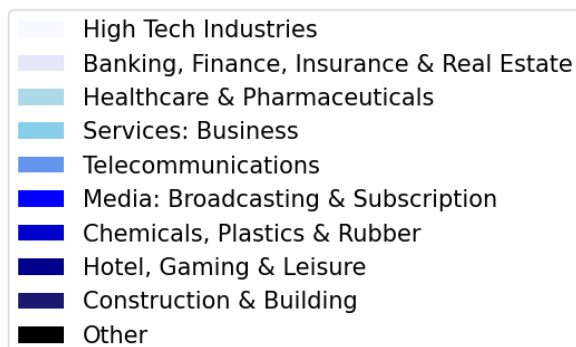 High Tech Industries
Banking, Finance, Insurance & Real Estate
Healthcare & Pharmaceuticals
Services: Business
Telecommunications
Media: Broadcasting & Subscription
Chemicals, Plastics & Rubber
Hotel, Gaming & Leisure
Construction & Building
Other